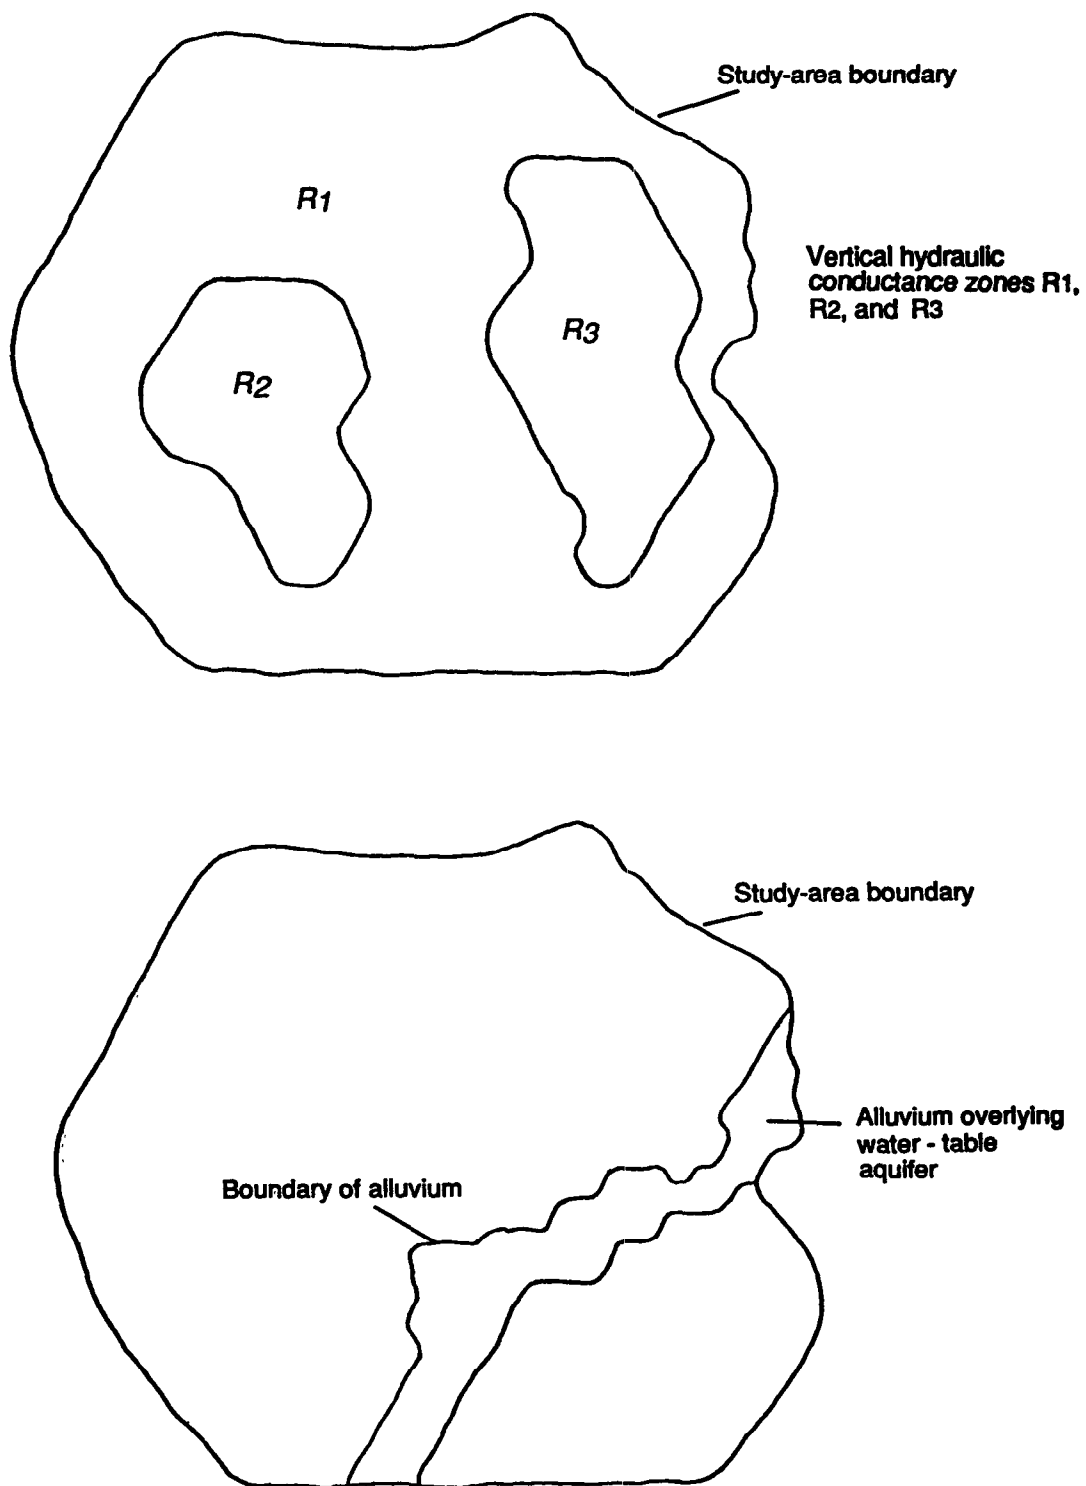 Study-area boundary
R1
Vertical hydraulic
conductance zones R1,
R2, and R3
R3
R2
Study-area boundary
Alluvium overlying
water - table
aquifer
Boundary of alluvium